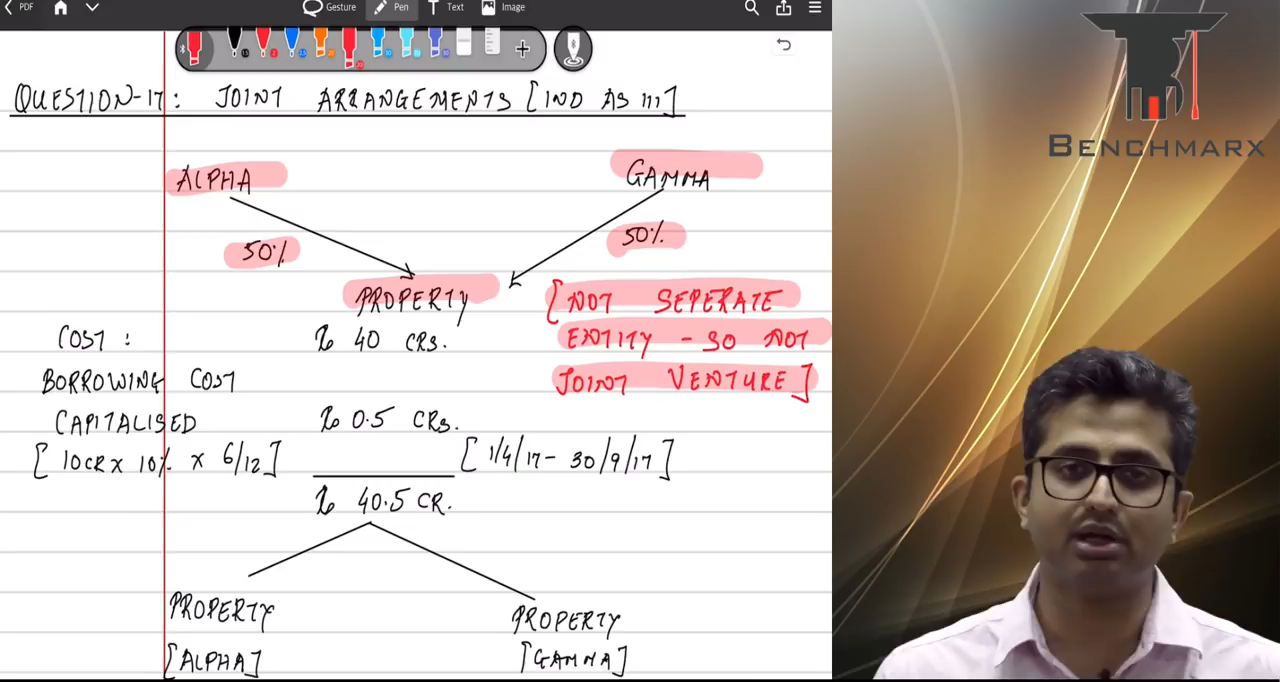 PDF Gesture Pen Text Image
QUESTION-17: JOINT ARRANGEMENTS [IND AS 111]
BENCHMARX
ALPHA GAMMA
50% 50%
PROPERTY [NOT SEPERATE
COST: ₹ 40 CRS. ENTITY - SO NOT
BORROWING COST JOINT VENTURE]
CAPITALISED ₹ 0.5 CRS.
[10CR X 10% X 6/12] [1/4/17- 30/9/17]
₹ 40.5 CR.
PROPERTY PROPERTY
[ALPHA] [GAMMA]